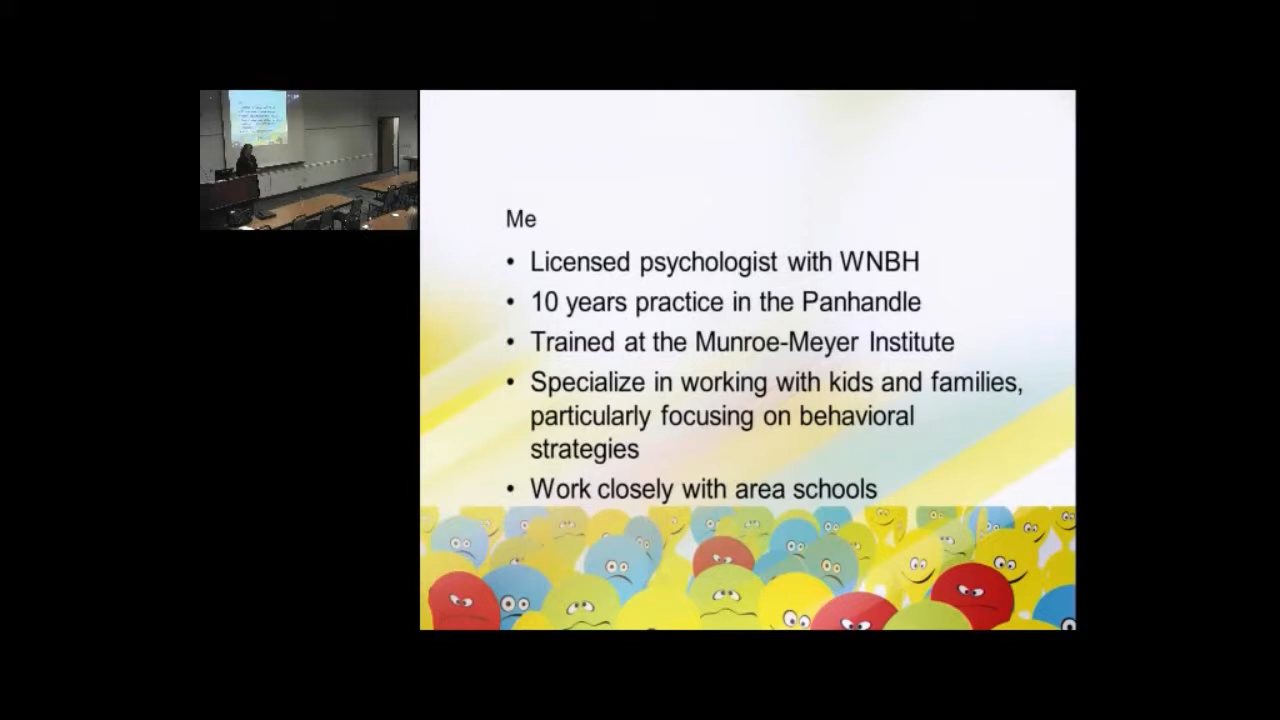 Me
• Licensed psychologist with WNBH
• 10 years practice in the Panhandle
• Trained at the Munroe-Meyer Institute
• Specialize in working with kids and families,
particularly focusing on behavioral
strategies
• Work closely with area schools